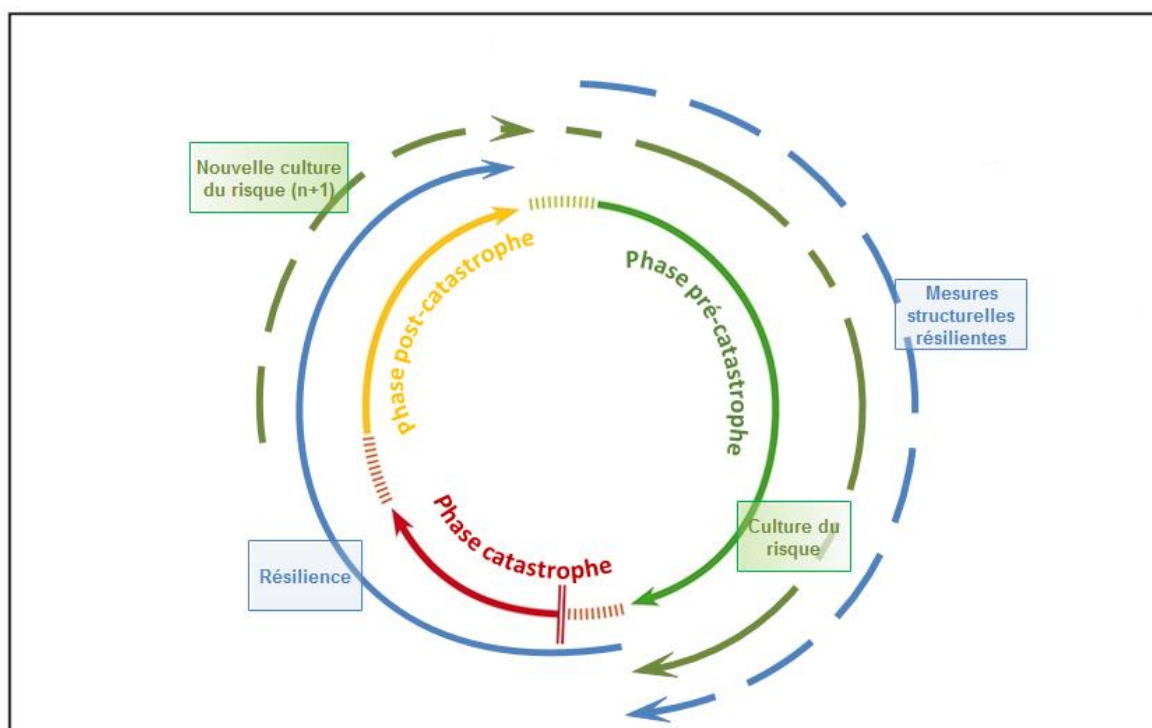 Nouvelle culture
du risque (n+1)
Phase post-catastrophe
Phase pré-catastrophe
Mesures
structurelles
résilientes
Phase catastrophe
Culture du
risque
Résilience